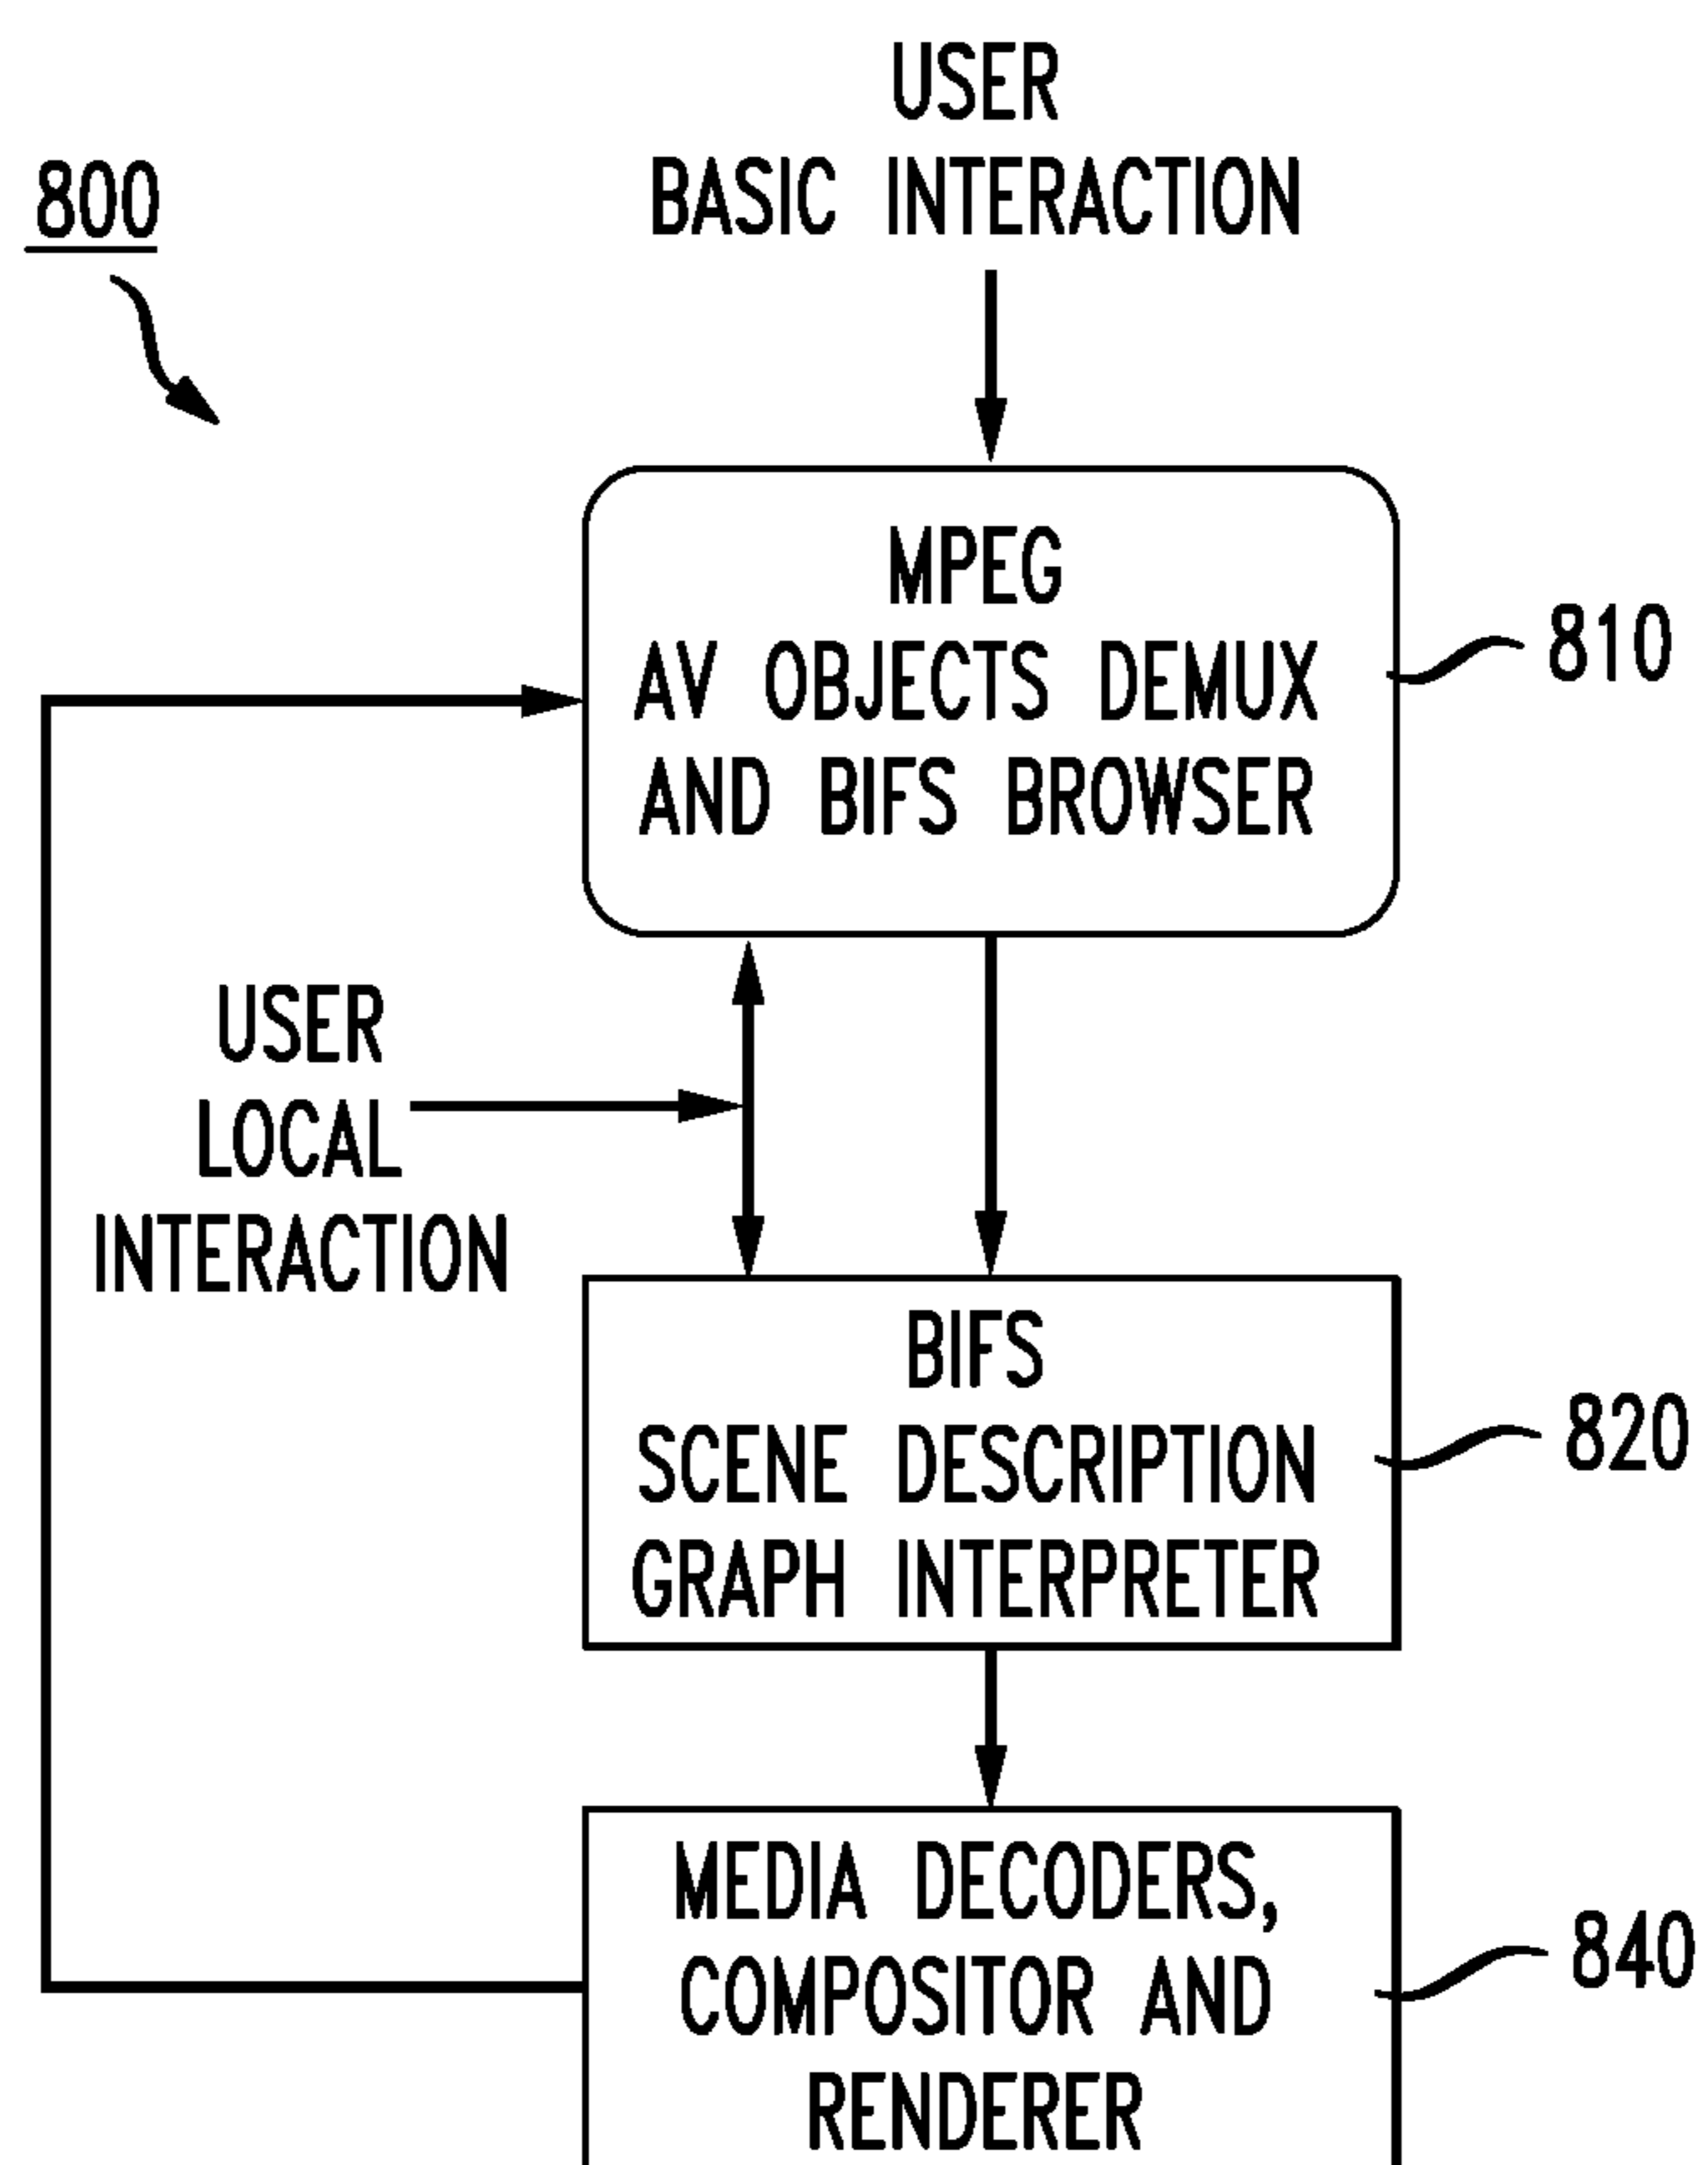 USER
BASIC INTERACTION
800
MPEG
AV OBJECTS DEMUX
AND BIFS BROWSER
810
USER
LOCAL
INTERACTION
BIFS
SCENE DESCRIPTION
GRAPH INTERPRETER
820
MEDIA DECODERS,
COMPOSITOR AND
RENDERER
840